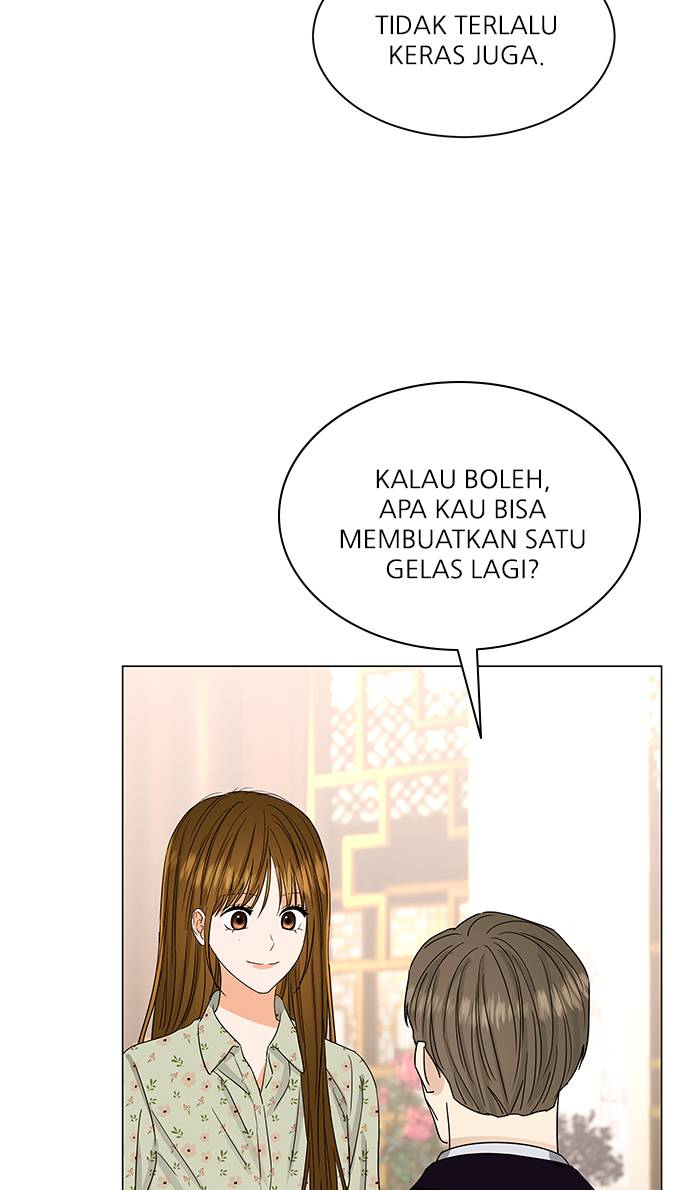 TIDAK TERLALU
KERAS JUGA.
KALAU BOLEH,
APA KAU BISA
MEMBUATKAN SATU
GELAS LAGI?